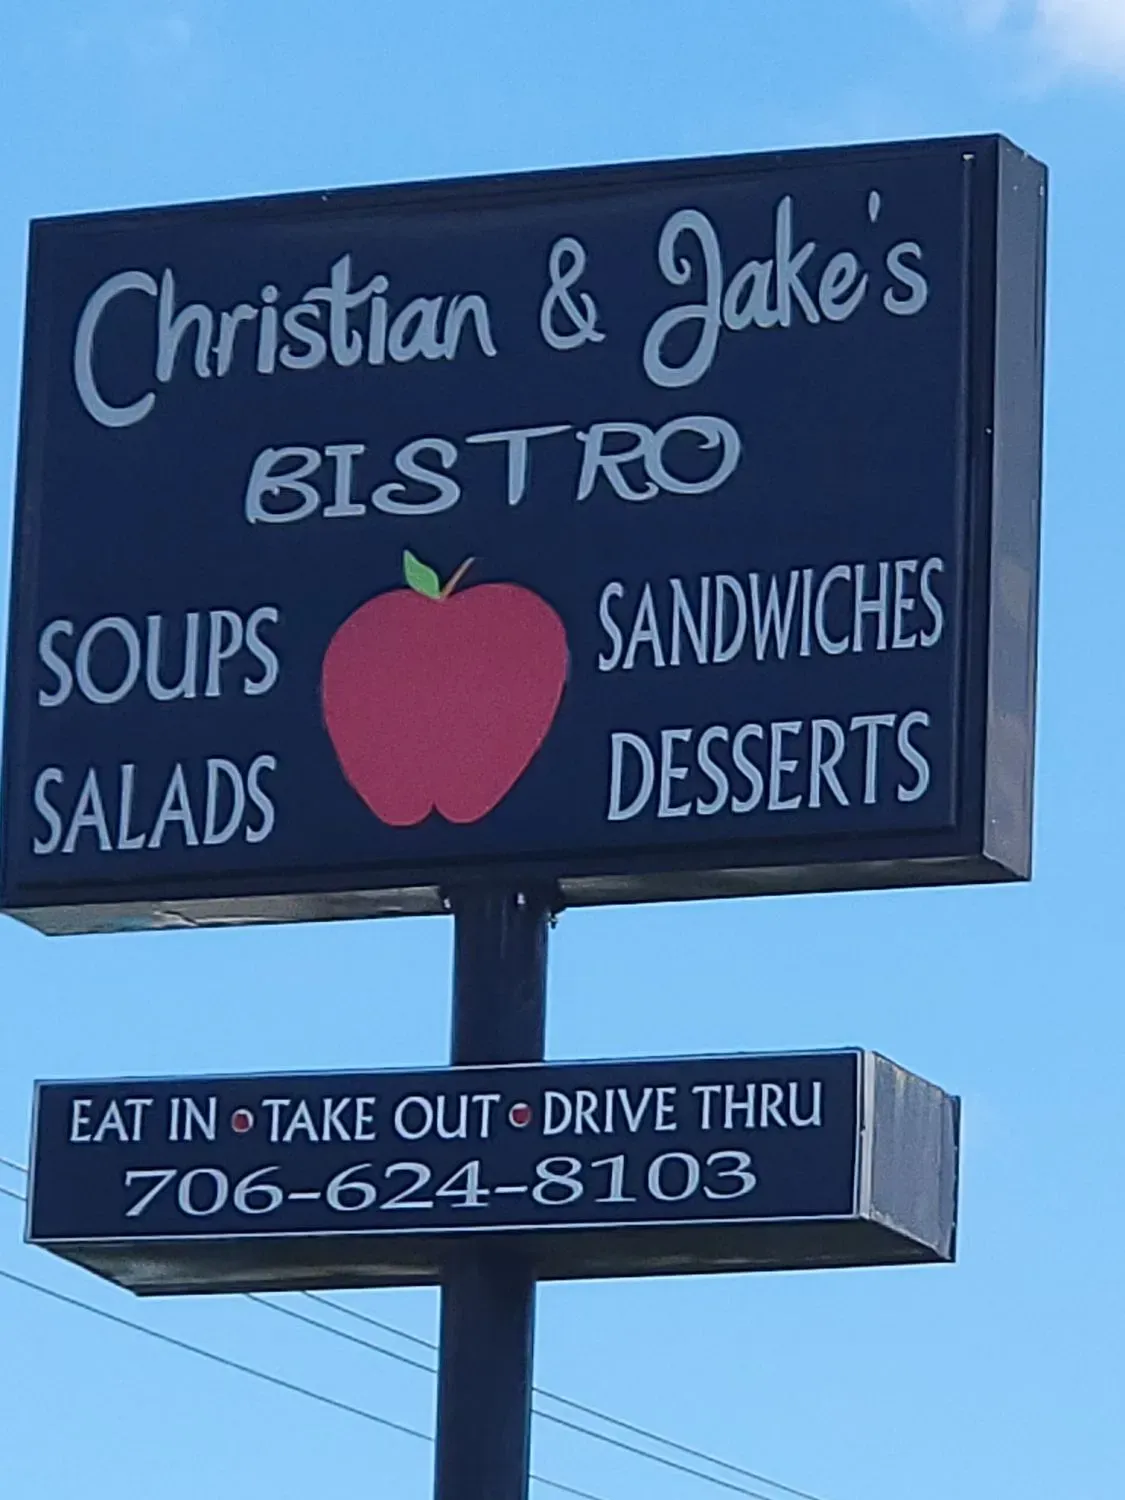 Christian & Jake's
BISTRO
SOUPS
SALADS
SANDWICHES
DESSERTS
EAT IN • TAKE OUT • DRIVE THRU
706-624-8103